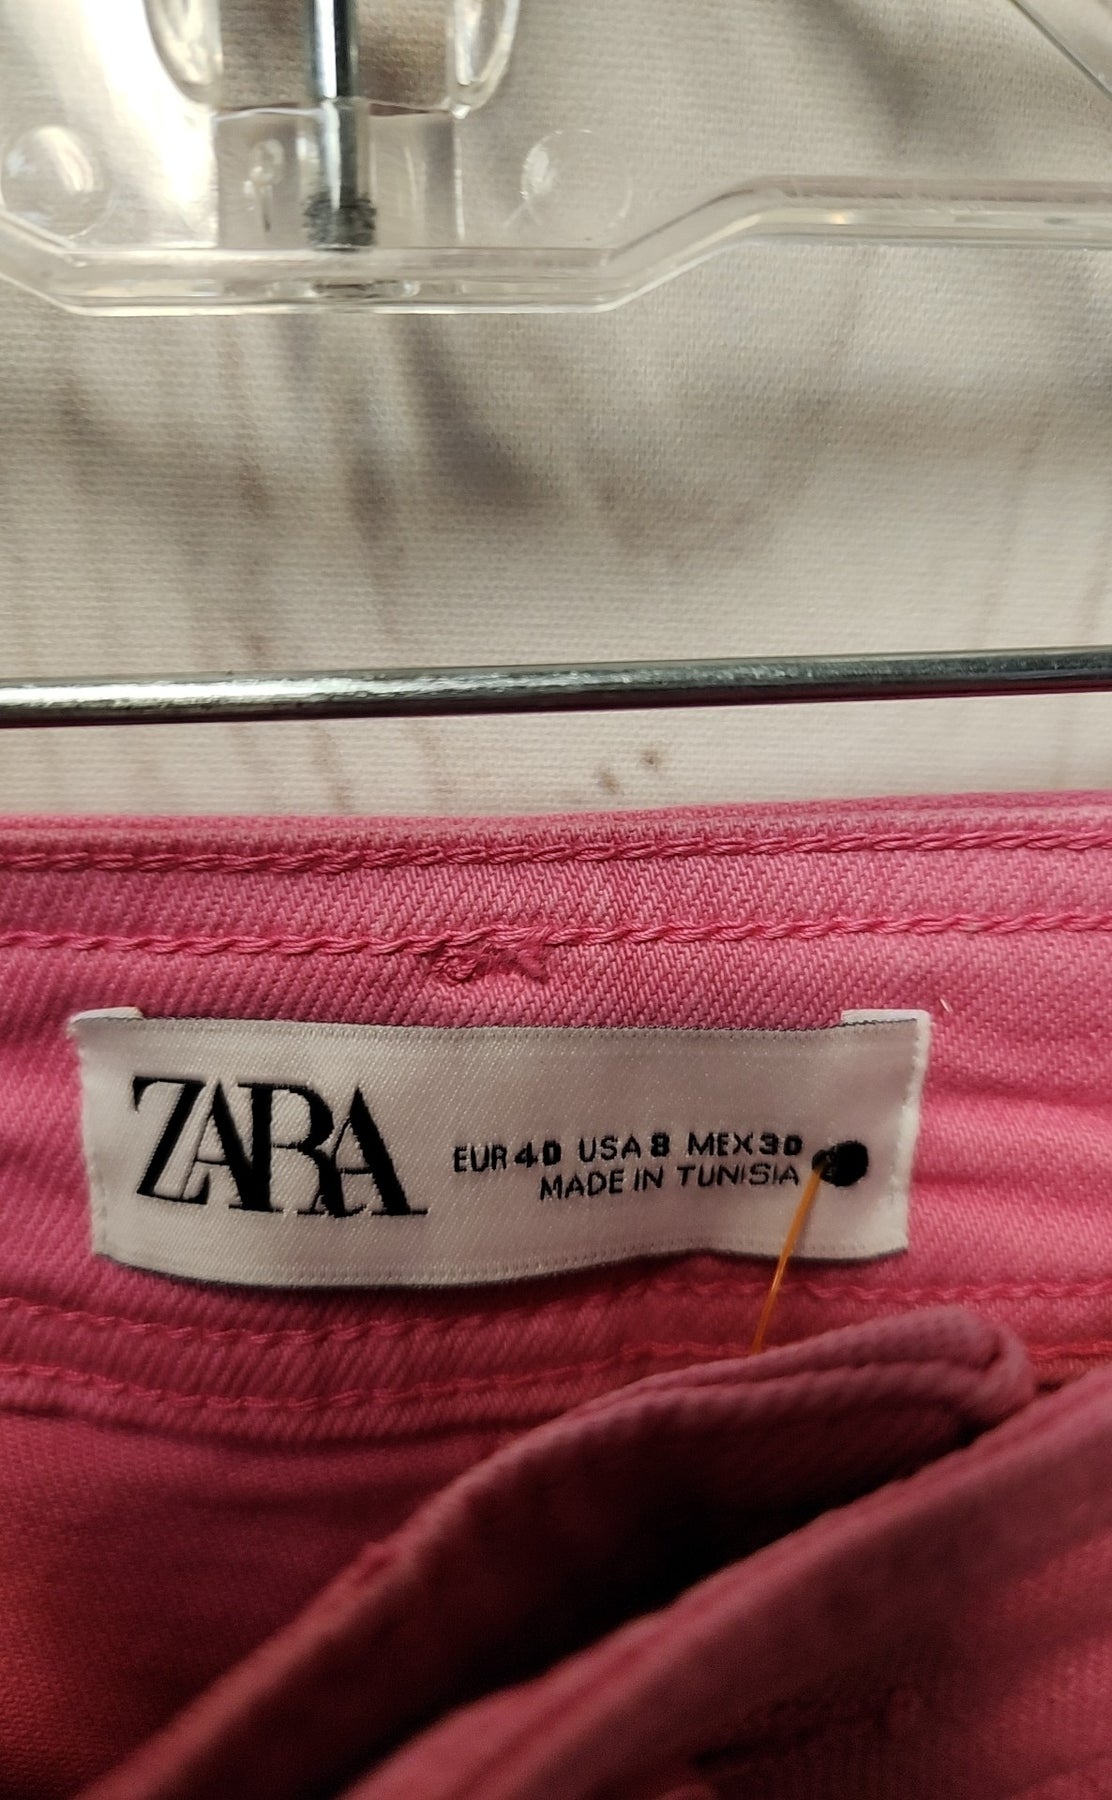 ZARA
EUR 40 USA 8 MEX 30
MADE IN TUNISIA